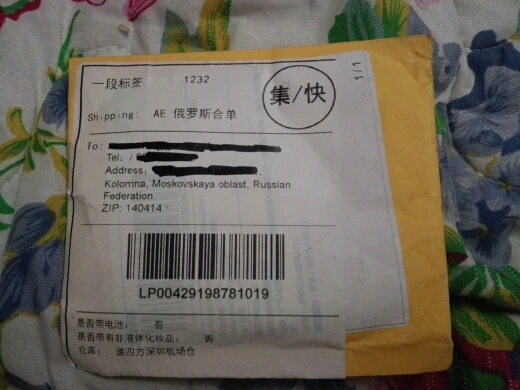 一段标签 1232
集/快
1/1
Shipping: AE 俄罗斯合单
To:
Tel:
Address:
Kolomna, Moskovskaya oblast, Russian
Federation
ZIP: 140414
LP00429198781019
是否带电池: 否
是否带有非液体化妆品: 否
仓库: 递四方深圳机场仓